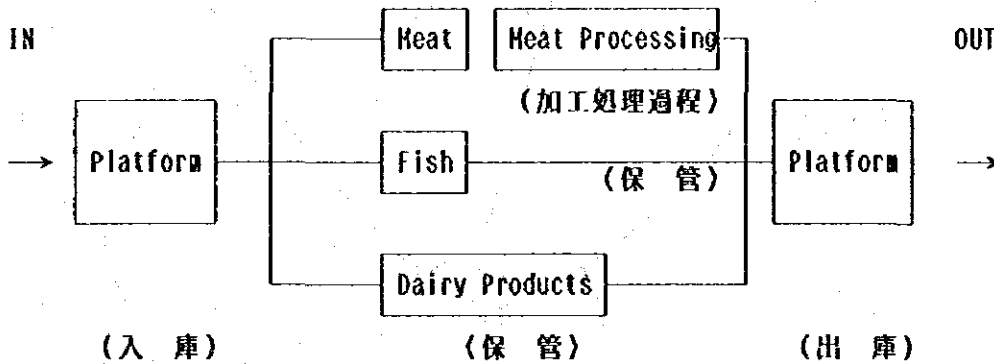 IN
Meat
Meat Processing
OUT
(加工処理過程)
Platform
Fish
(保 管)
Platform
Dairy Products
(入 庫)
(保 管)
(出 庫)